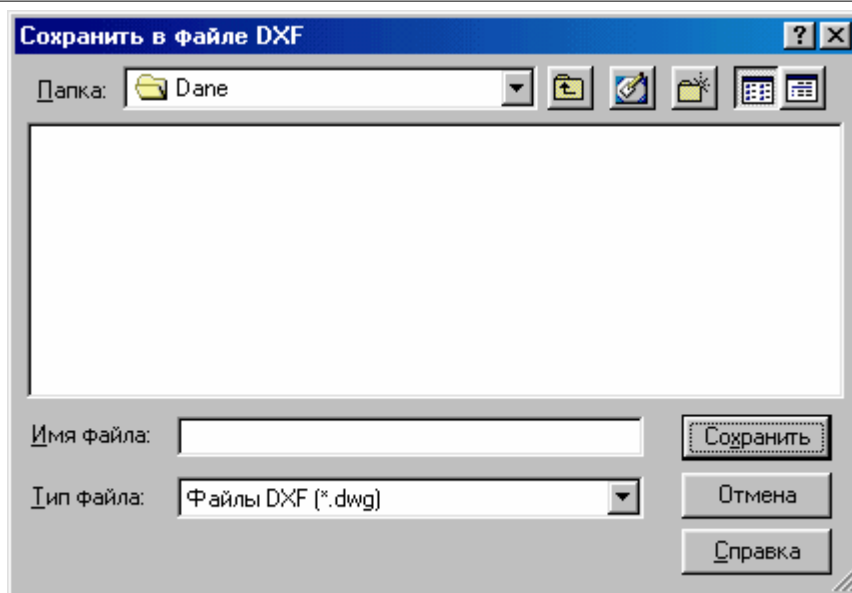 Сохранить в файле DXF
Папка: Dane
Имя файла: Сохранить
Тип файла: Файлы DXF (*.dwg) Отмена
Справка